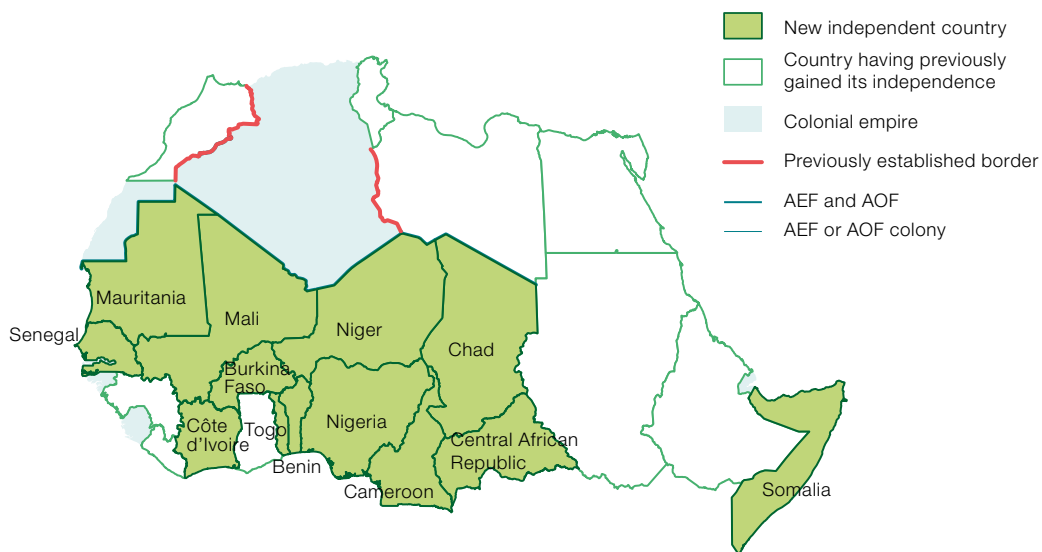 New independent country
Country having previously
gained its independence
Colonial empire
Previously established border
AEF and AOF
AEF or AOF colony
Mauritania
Senegal
Mali
Niger
Chad
Burkina
Faso
Côte
d'Ivoire
Togo
Benin
Nigeria
Cameroon
Central African
Republic
Somalia